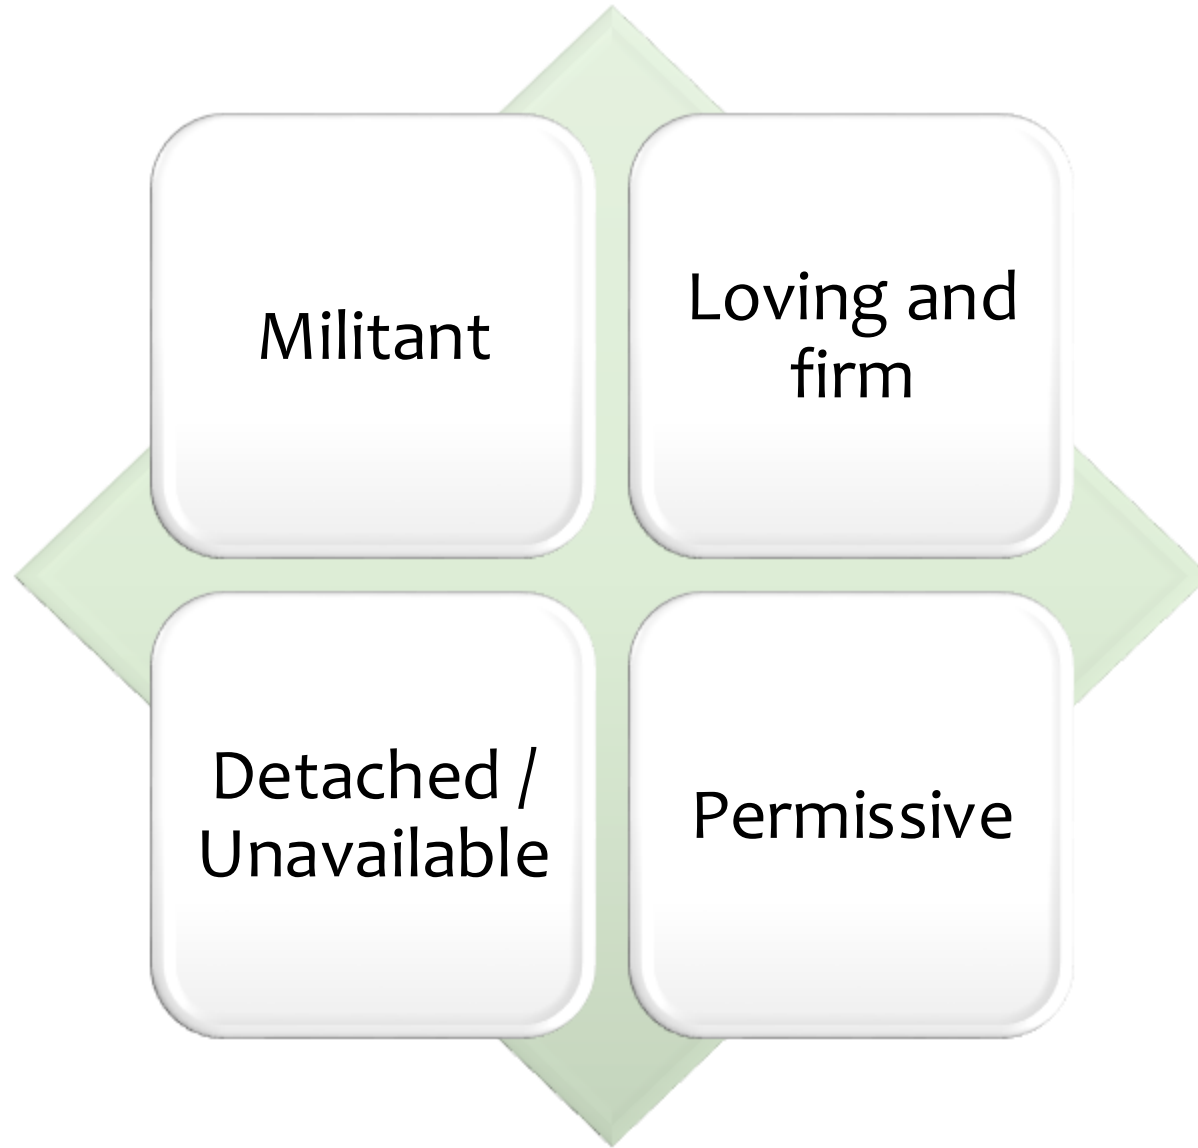 Militant
Loving and
firm
Detached /
Unavailable
Permissive